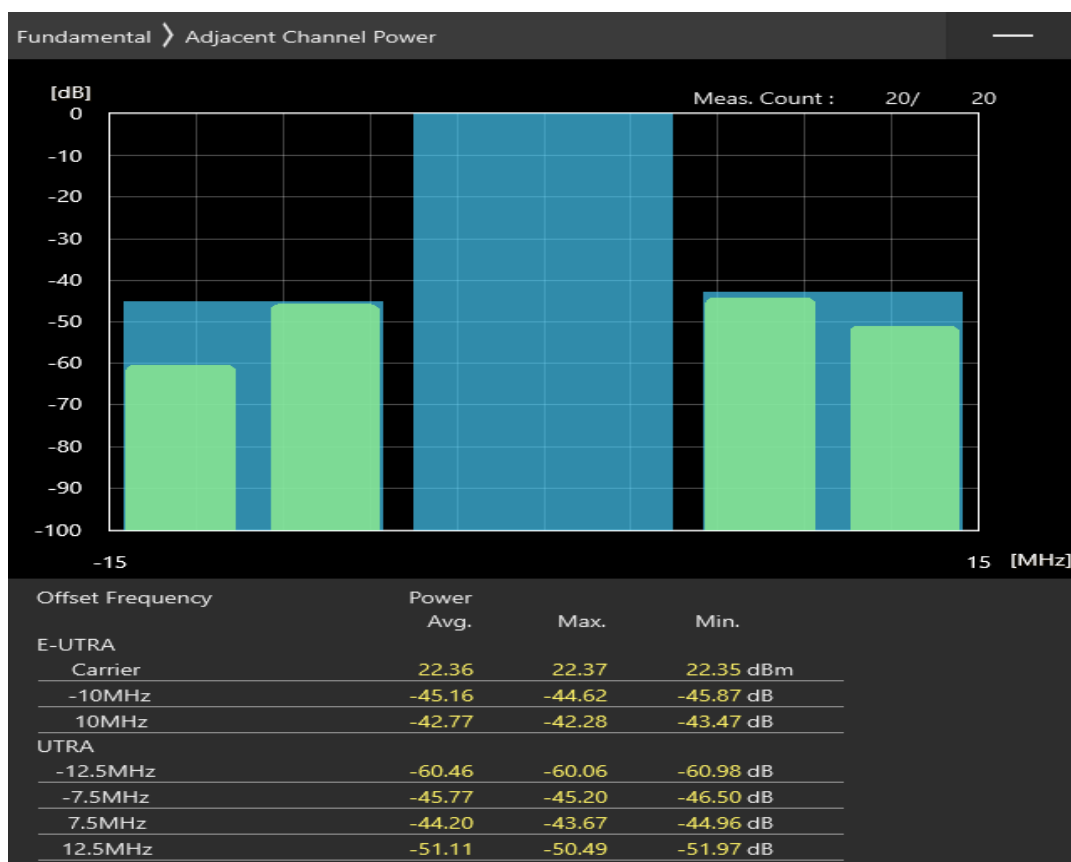 Fundamental 〉 Adjacent Channel Power
[dB]
Meas. Count : 20/ 20
0
-10
-20
-30
-40
-50
-60
-70
-80
-90
-100
-15 15 [MHz]
Offset Frequency Power
Avg. Max. Min.
E-UTRA
Carrier 22.36 22.37 22.35 dBm
-10MHz -45.16 -44.62 -45.87 dB
10MHz -42.77 -42.28 -43.47 dB
UTRA
-12.5MHz -60.46 -60.06 -60.98 dB
-7.5MHz -45.77 -45.20 -46.50 dB
7.5MHz -44.20 -43.67 -44.96 dB
12.5MHz -51.11 -50.49 -51.97 dB